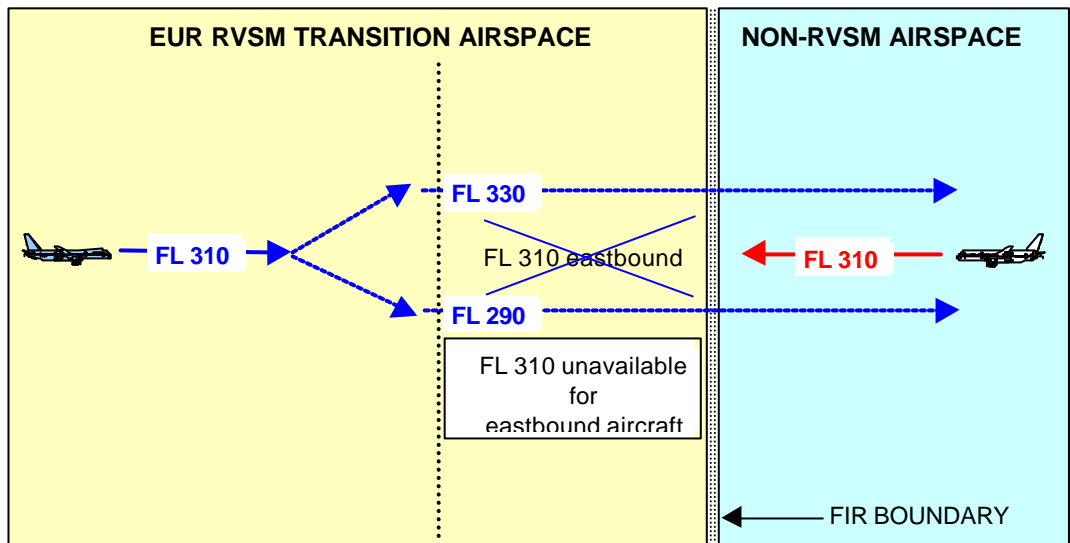 EUR RVSM TRANSITION AIRSPACE
NON-RVSM AIRSPACE
FL 330
FL 310
FL 310 eastbound
FL 310
FL 290
FL 310 unavailable
for
eastbound aircraft
FIR BOUNDARY